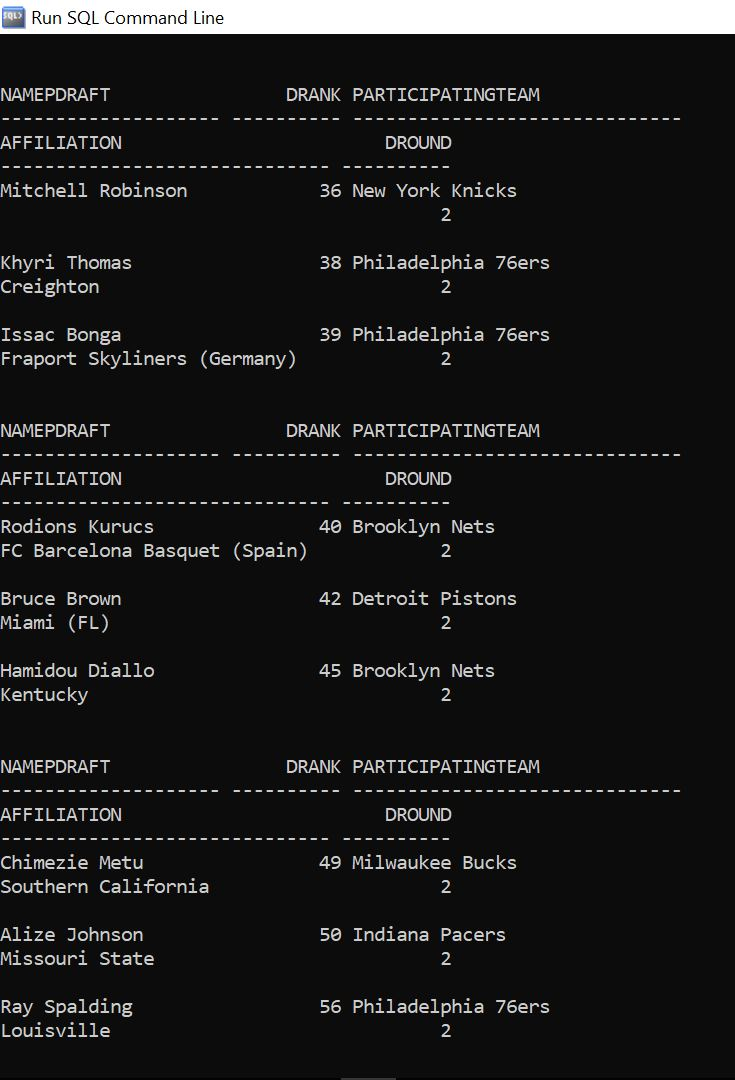 Run SQL Command Line
NAMEPDRAFT                DRANK PARTICIPATINGTEAM
-------------------- ---------- ------------------------------
AFFILIATION                        DROUND
------------------------------ ----------
Mitchell Robinson            36 New York Knicks
                                        2
Khyri Thomas                 38 Philadelphia 76ers
Creighton                               2
Issac Bonga                  39 Philadelphia 76ers
Fraport Skyliners (Germany)             2
NAMEPDRAFT                DRANK PARTICIPATINGTEAM
-------------------- ---------- ------------------------------
AFFILIATION                        DROUND
------------------------------ ----------
Rodions Kurucs               40 Brooklyn Nets
FC Barcelona Basquet (Spain)            2
Bruce Brown                  42 Detroit Pistons
Miami (FL)                              2
Hamidou Diallo               45 Brooklyn Nets
Kentucky                                2
NAMEPDRAFT                DRANK PARTICIPATINGTEAM
-------------------- ---------- ------------------------------
AFFILIATION                        DROUND
------------------------------ ----------
Chimezie Metu                49 Milwaukee Bucks
Southern California                     2
Alize Johnson                50 Indiana Pacers
Missouri State                          2
Ray Spalding                 56 Philadelphia 76ers
Louisville                              2